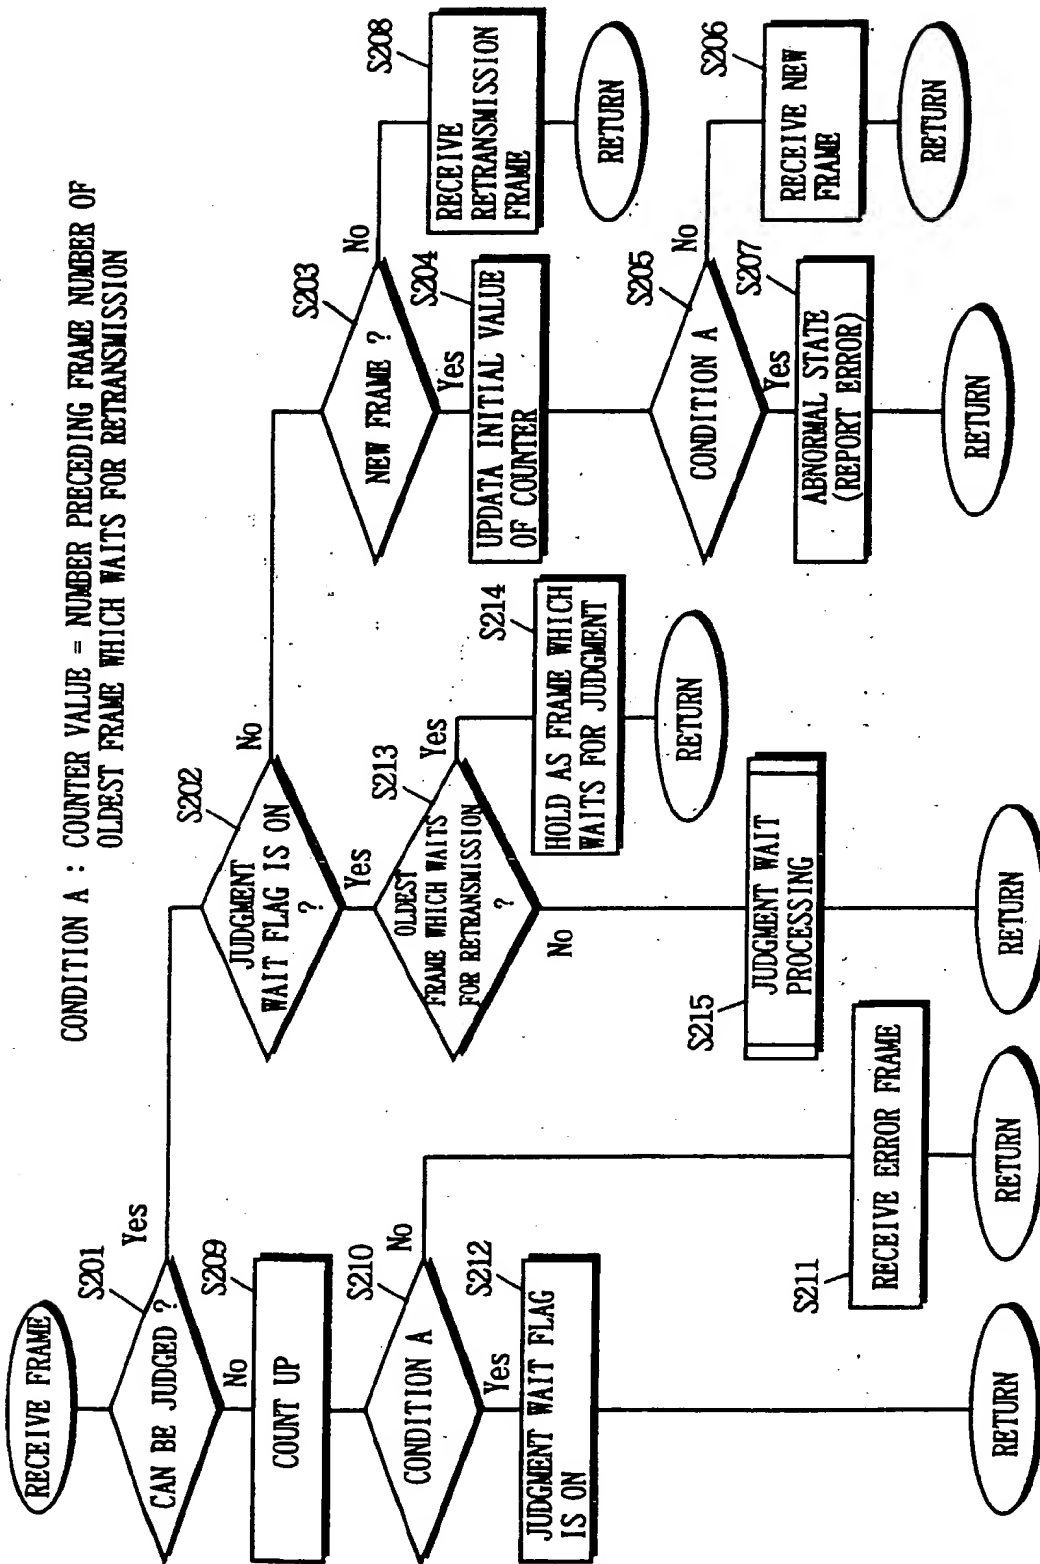 CONDITION A : COUNTER VALUE = NUMBER PRECEDING FRAME NUMBER OF
OLDEST FRAME WHICH WAITS FOR RETRANSMISSION
RECEIVE FRAME
S201
CAN BE JUDGED ?
Yes
No
S209
COUNT UP
S210
CONDITION A
No
Yes
S212
JUDGMENT WAIT FLAG
IS ON
RETURN
S211
RECEIVE ERROR FRAME
RETURN
S202
JUDGMENT
WAIT FLAG IS ON
?
No
Yes
S213
OLDEST
FRAME WHICH WAITS
FOR RETRANSMISSION
?
Yes
No
S214
HOLD AS FRAME WHICH
WAITS FOR JUDGMENT
RETURN
S215
JUDGMENT WAIT
PROCESSING
RETURN
S203
NEW FRAME ?
No
Yes
S208
RECEIVE
RETRANSMISSION
FRAME
RETURN
S204
UPDATA INITIAL VALUE
OF COUNTER
S205
CONDITION A
No
Yes
S206
RECEIVE NEW
FRAME
RETURN
S207
ABNORMAL STATE
(REPORT ERROR)
RETURN